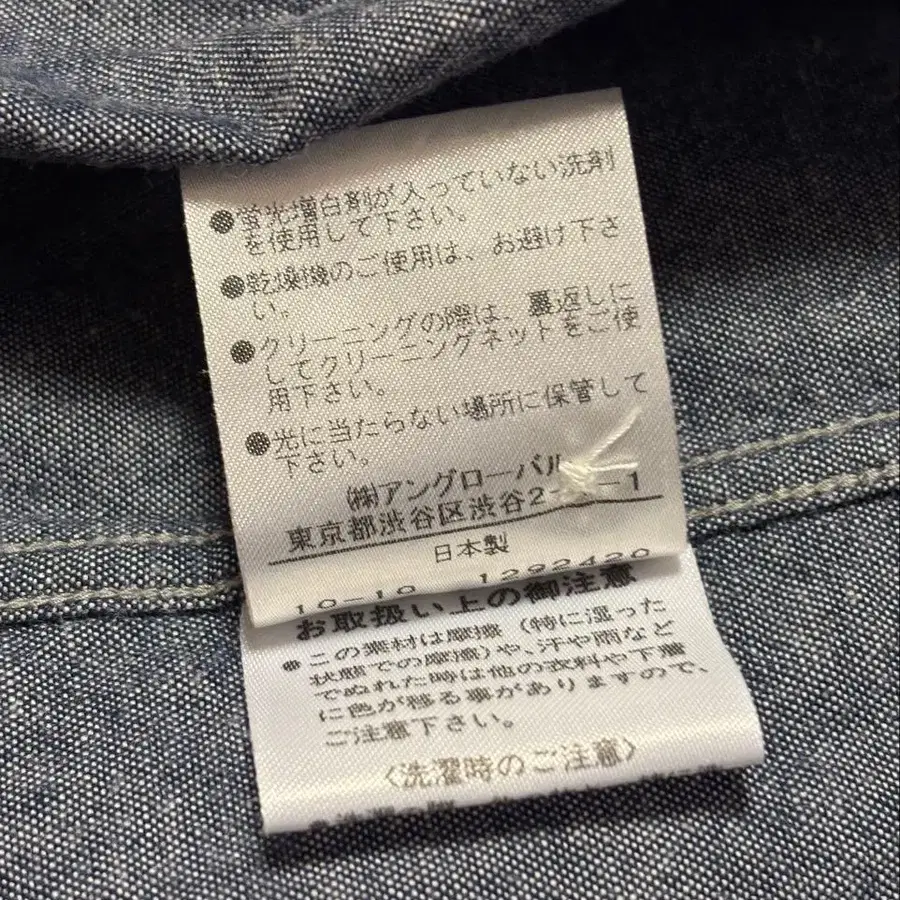 ●蛍光増白剤が入っていない洗剤
を使用して下さい。
●乾燥機のご使用は、お避け下さ
い。
●クリーニングの際は、裏返しに
してクリーニングネットをご使
用下さい。
●光に当たらない場所に保管して
下さい。
㈱アングローバル
東京都渋谷区渋谷2 -1
日本製
10-10 1292420
お取扱い上の御注意
●この素材は摩擦(特に湿った
状態での摩擦)や、汗や雨など
でぬれた時は他の衣料や下着
に色が移る事がありますので、
ご注意下さい。
〈洗濯時のご注意〉